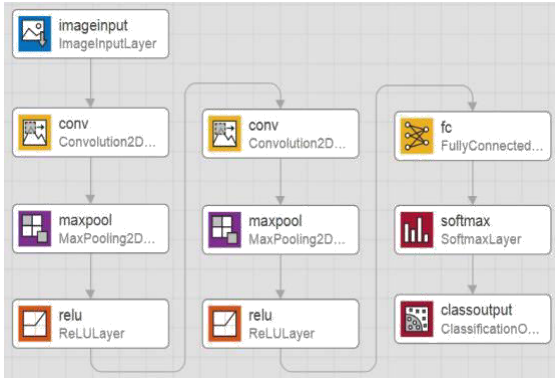 imageinput
ImageInputLayer
conv
Convolution2D...
maxpool
MaxPooling2D...
relu
ReLULayer
conv
Convolution2D...
maxpool
MaxPooling2D...
relu
ReLULayer
fc
FullyConnected...
softmax
SoftmaxLayer
classoutput
ClassificationO...